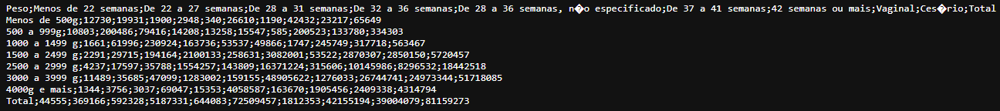 Peso;Menos de 22 semanas;De 22 a 27 semanas;De 28 a 31 semanas;De 32 a 36 semanas;De 28 a 36 semanas, n�o especificado;De 37 a 41 semanas;42 semanas ou mais;Vaginal;Ces�rio;Total
Menos de 500g;12730;19931;1900;2948;340;26610;1190;42432;23217;65649
500 a 999g;10803;200486;79416;14208;13258;15547;585;200523;133780;334303
1000 a 1499 g;1661;61996;230924;163736;53537;49866;1747;245749;317718;563467
1500 a 2499 g;2291;29715;194164;2100133;258631;3082001;53522;2870307;2850150;5720457
2500 a 2999 g;4237;17597;35788;1554257;143809;16371224;315606;10145986;8296532;18442518
3000 a 3999 g;11489;35685;47099;1283002;159155;48905622;1276033;26744741;24973344;51718085
4000g e mais;1344;3756;3037;69047;15353;4058587;163670;1905456;2409338;4314794
Total;44555;369166;592328;5187331;644083;72509457;1812353;42155194;39004079;81159273